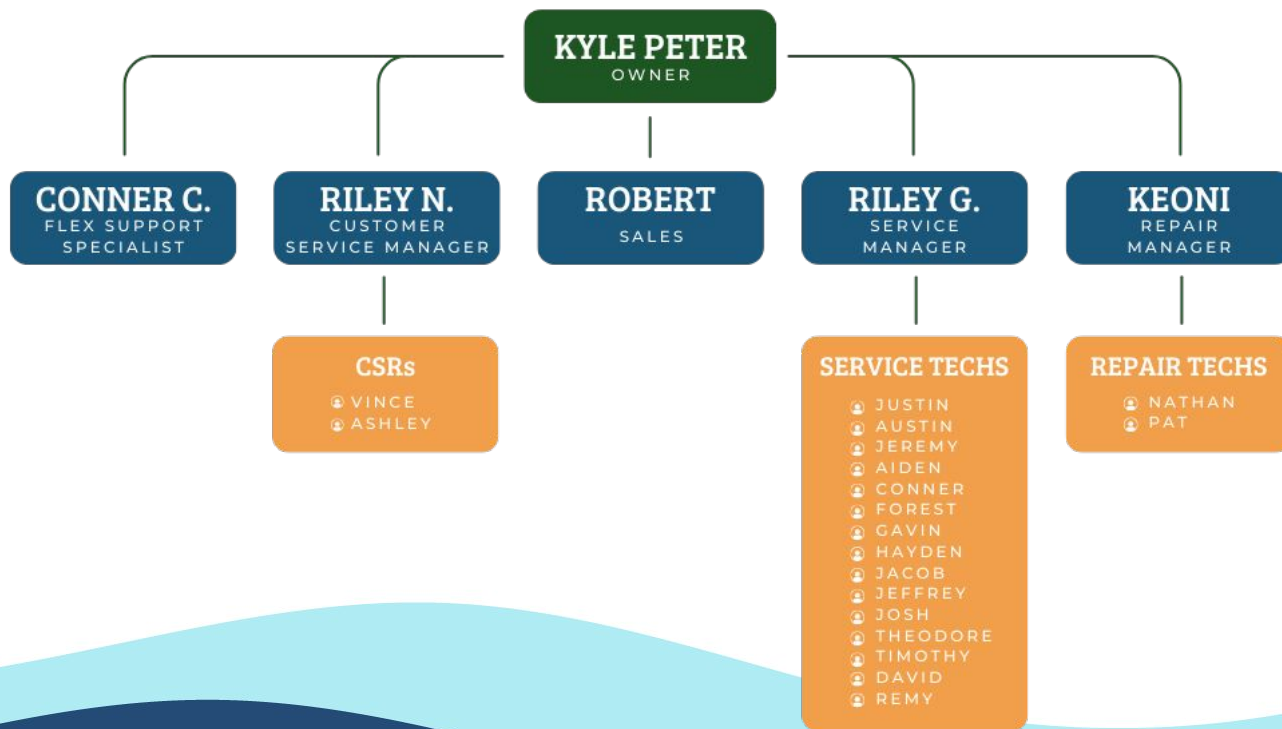 KYLE PETER
OWNER
CONNER C.
FLEX SUPPORT
SPECIALIST
RILEY N.
CUSTOMER
SERVICE MANAGER
ROBERT
SALES
RILEY G.
SERVICE
MANAGER
KEONI
REPAIR
MANAGER
CSRs
VINCE
ASHLEY
SERVICE TECHS
JUSTIN
AUSTIN
JEREMY
AIDEN
CONNER
FOREST
GAVIN
HAYDEN
JACOB
JEFFREY
JOSH
THEODORE
TIMOTHY
DAVID
REMY
REPAIR TECHS
NATHAN
PAT